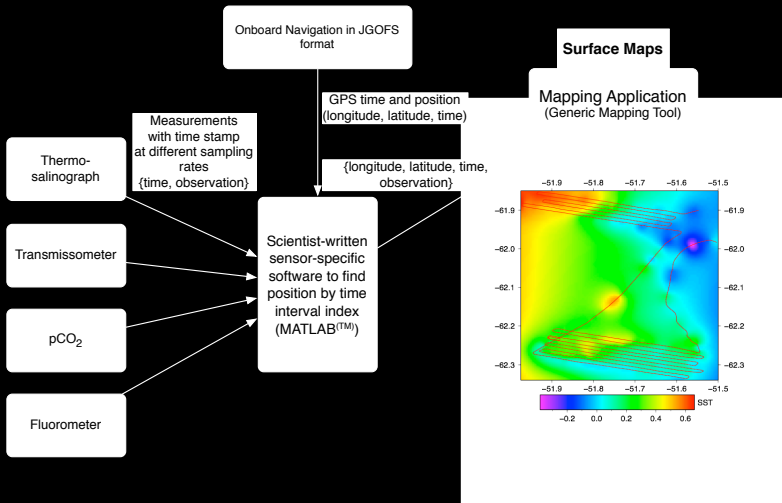 Onboard Navigation in JGOFS
format
Surface Maps
Mapping Application
(Generic Mapping Tool)
GPS time and position
(longitude, latitude, time)
Measurements
with time stamp
at different sampling
rates
{time, observation}
{longitude, latitude, time,
observation}
Thermo-
salinograph
Transmissometer
pCO2
Fluorometer
Scientist-written
sensor-specific
software to find
position by time
interval index
(MATLAB(TM))
−51.9 −51.8 −51.7 −51.6 −51.5
−61.9 −61.9
−62.0 −62.0
−62.1 −62.1
−62.2 −62.2
−62.3 −62.3
−51.9 −51.8 −51.7 −51.6 −51.5
SST
−0.2 0.0 0.2 0.4 0.6